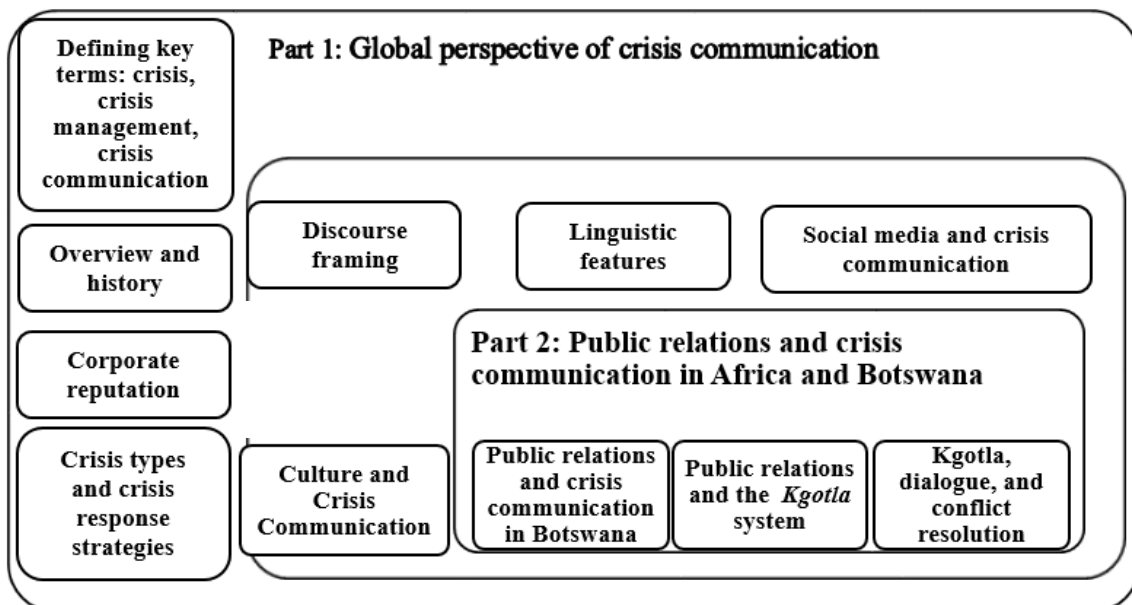 Part 1: Global perspective of crisis communication
Defining key
terms: crisis,
crisis
management,
crisis
communication
Overview and
history
Corporate
reputation
Crisis types
and crisis
response
strategies
Discourse
framing
Linguistic
features
Social media and crisis
communication
Culture and
Crisis
Communication
Part 2: Public relations and crisis
communication in Africa and Botswana
Public relations
and crisis
communication
in Botswana
Public relations
and the Kgotla
system
Kgotla,
dialogue, and
conflict
resolution